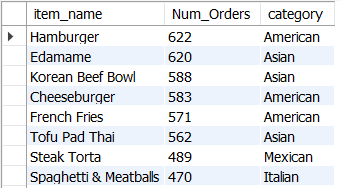 item_name Num_Orders category
Hamburger 622 American
Edamame 620 Asian
Korean Beef Bowl 588 Asian
Cheeseburger 583 American
French Fries 571 American
Tofu Pad Thai 562 Asian
Steak Torta 489 Mexican
Spaghetti & Meatballs 470 Italian